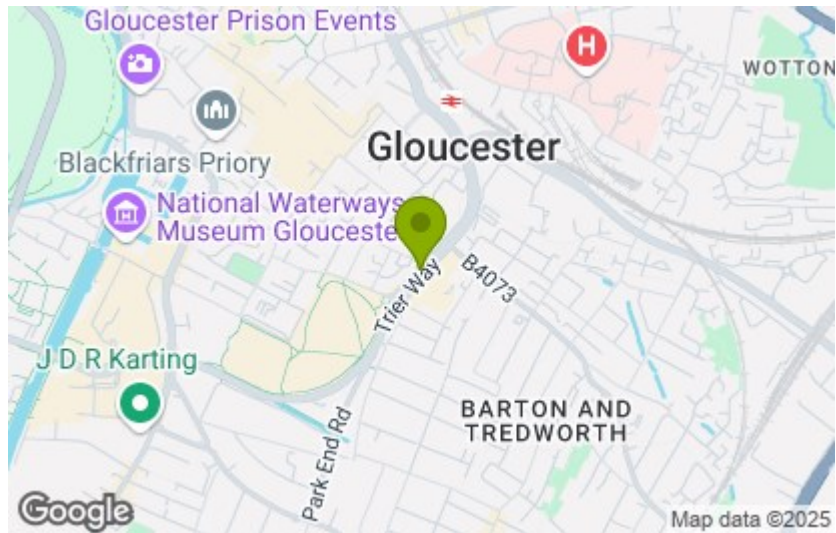 Gloucester Prison Events
H
WOTTON
Gloucester
Blackfriars Priory
National Waterways
Museum Glouceste
Trier Way
B4073
J D R Karting
BARTON AND
TREDWORTH
Park End Rd
Google
Map data ©2025